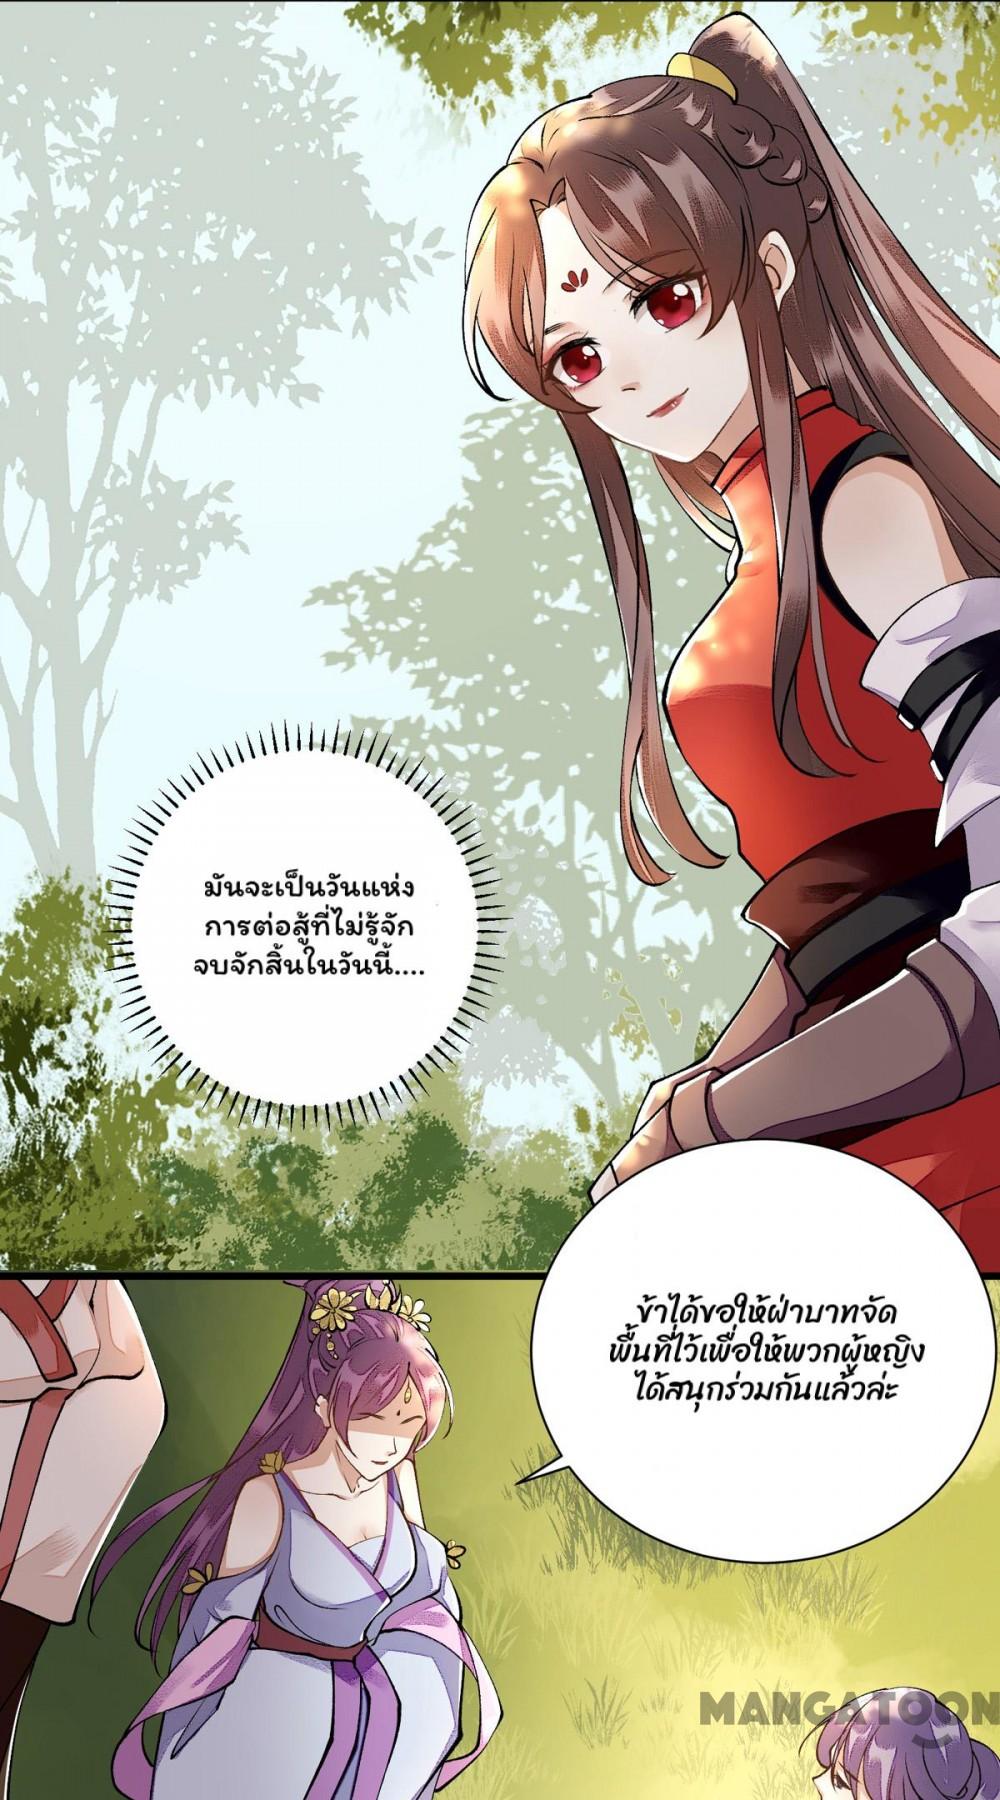 มันจะเป็นวันแห่ง
การต่อสู้ที่ไม่รู้จัก
จบจักสิ้นในวันนี้....
ข้าได้ขอให้ฝ่าบาทจัด
พื้นที่ไว้เพื่อให้พวกผู้หญิง
ได้สนุกร่วมกันแล้วล่ะ
MANGATOON